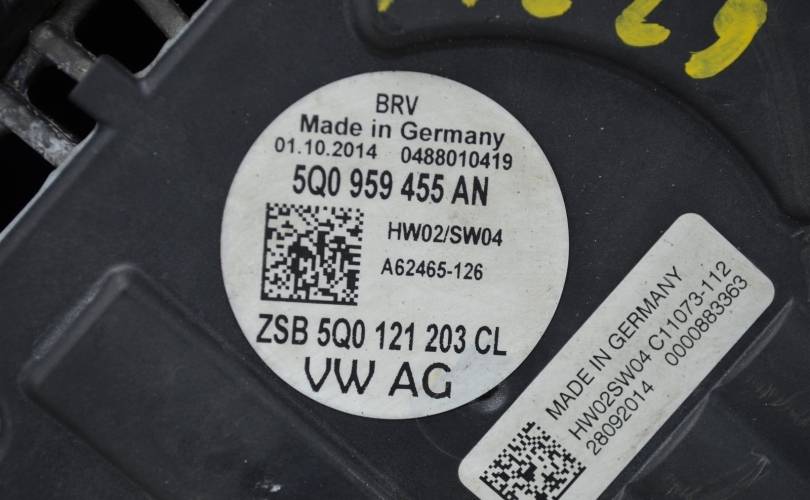 BRV
Made in Germany
01.10.2014 0488010419
5Q0 959 455 AN
HW02/SW04
A62465-126
ZSB 5Q0 121 203 CL
VW AG
MADE IN GERMANY
HW02SW04 C11073-112
28092014 0000883363